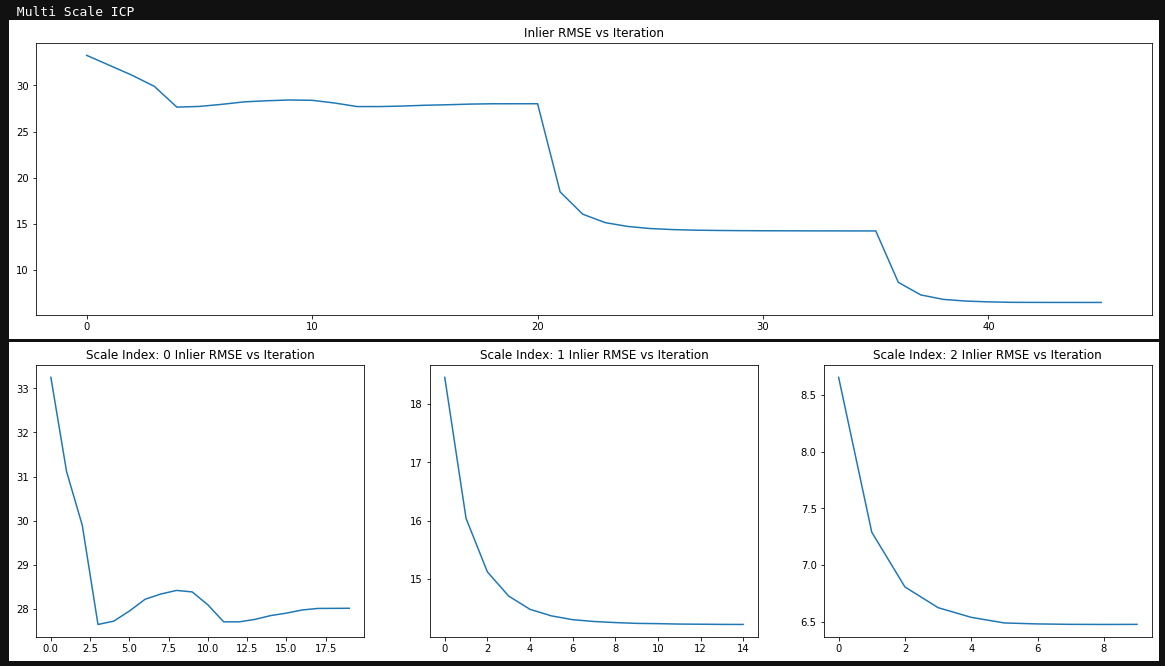 Multi Scale ICP
Inlier RMSE vs Iteration
30
25
20
15
10
0 10 20 30 40
Scale Index: 0 Inlier RMSE vs Iteration
33
32
31
30
29
28
0.0 2.5 5.0 7.5 10.0 12.5 15.0 17.5
Scale Index: 1 Inlier RMSE vs Iteration
18
17
16
15
0 2 4 6 8 10 12 14
Scale Index: 2 Inlier RMSE vs Iteration
8.5
8.0
7.5
7.0
6.5
0 2 4 6 8